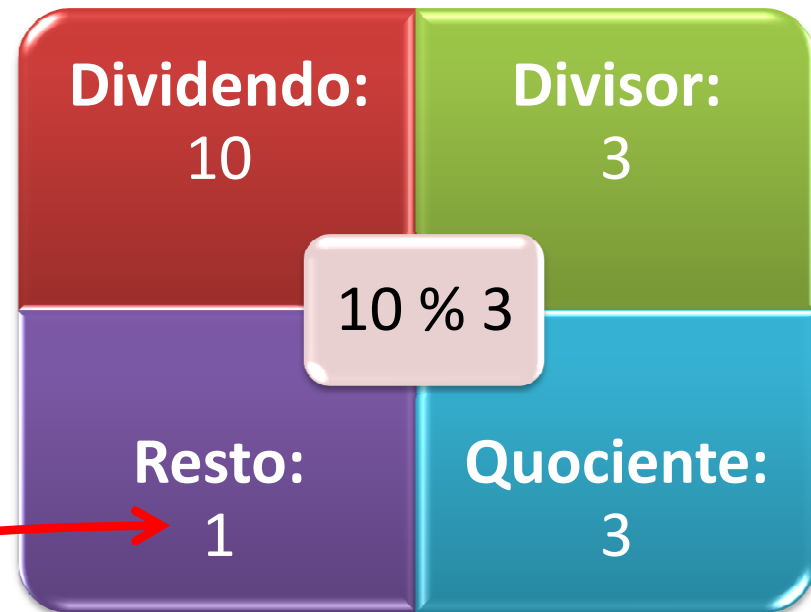 Dividendo:
10
Divisor:
3
10 % 3
Resto:
1
Quociente:
3